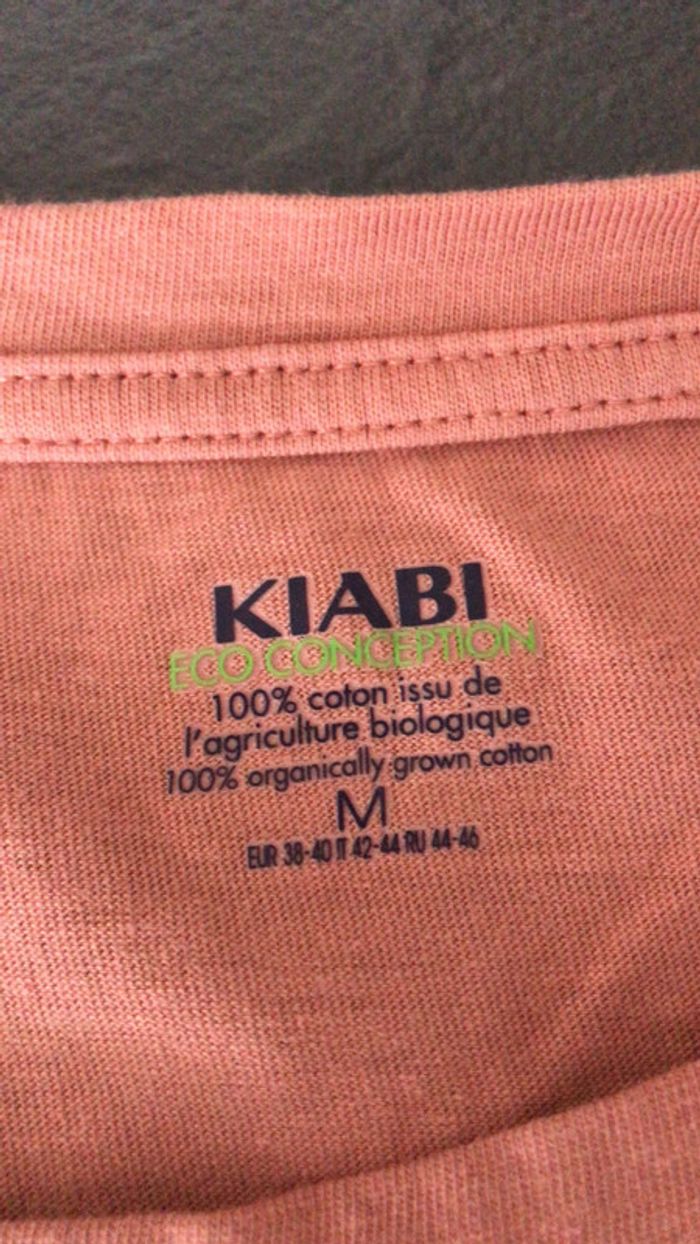 KIABI
ECO CONCEPTION
100% coton issu de
l'agriculture biologique
100% organically grown cotton
M
EUR 38-40 IT 42-44 RU 44-46